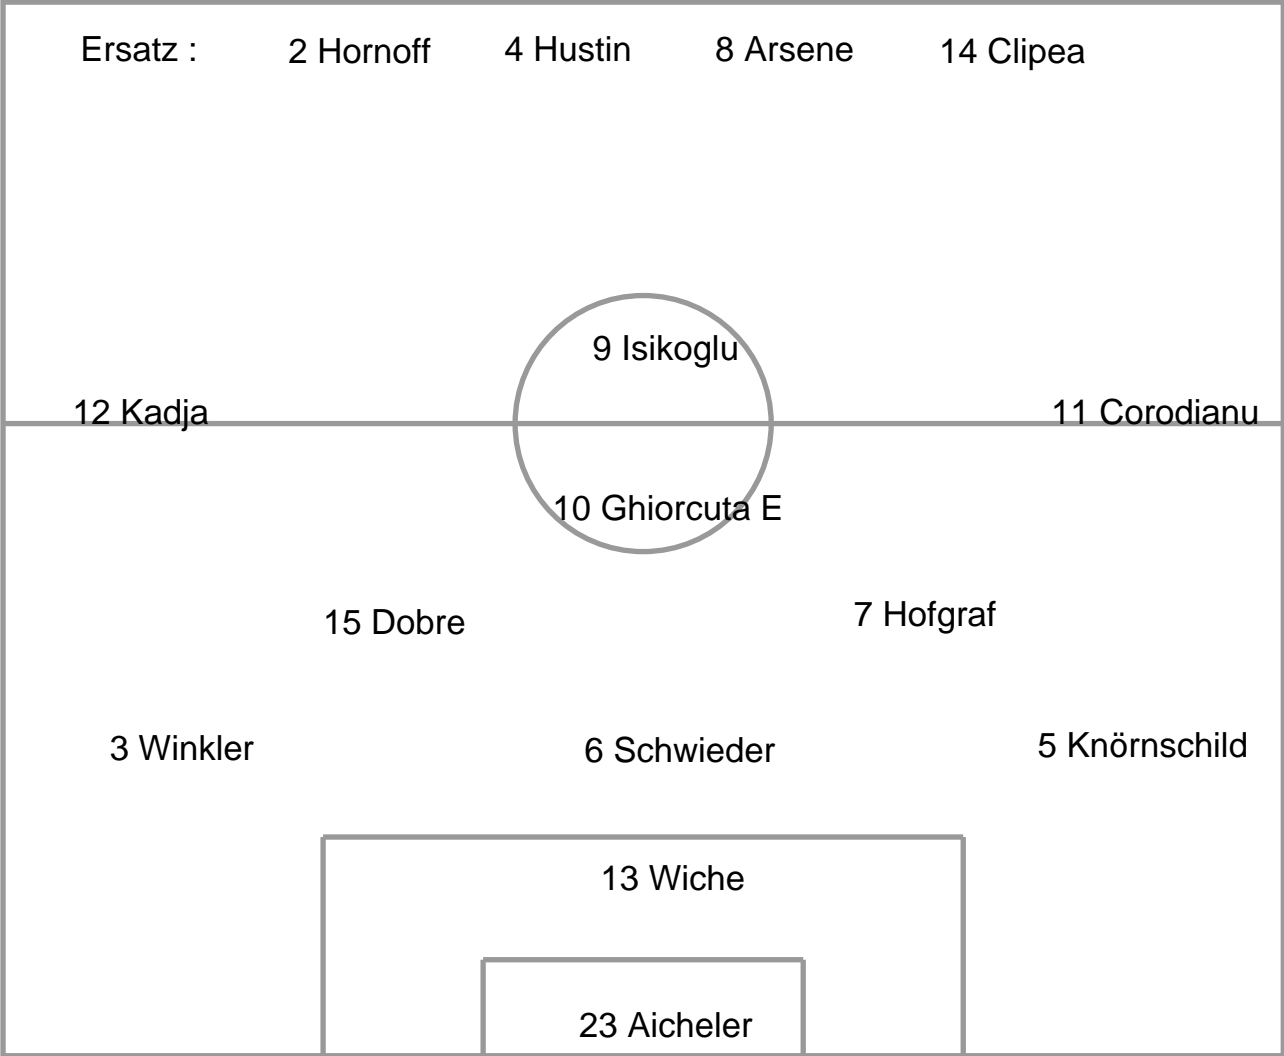 Ersatz : 2 Hornoff 4 Hustin 8 Arsene 14 Clipea
9 Isikoglu
12 Kadja 11 Corodianu
10 Ghiorcuta E
15 Dobre 7 Hofgraf
3 Winkler 6 Schwieder 5 Knörnschild
13 Wiche
23 Aicheler